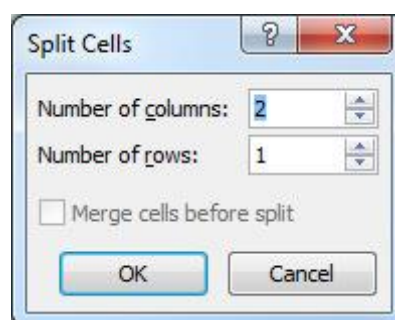 Split Cells
?
Number of columns: 2
Number of rows: 1
Merge cells before split
OK Cancel